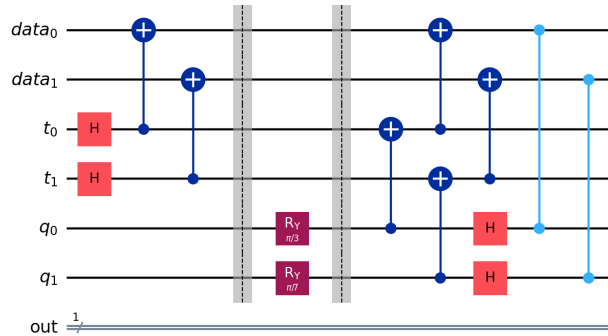 data0
data1
t0 H
t1 H
q0 RY π/3 H
q1 RY π/7 H
out 1